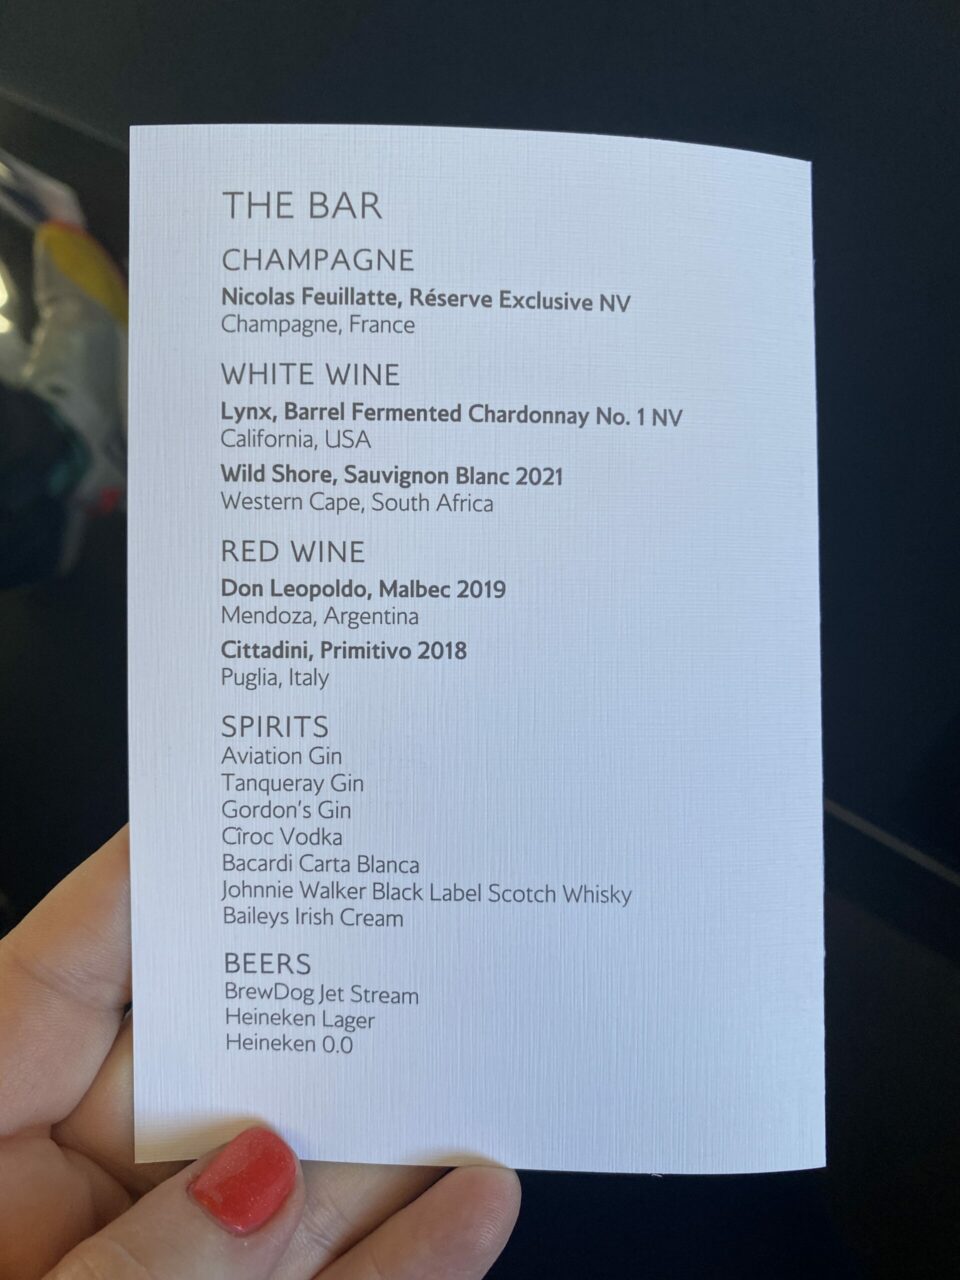 THE BAR
CHAMPAGNE
Nicolas Feuillatte, Réserve Exclusive NV
Champagne, France
WHITE WINE
Lynx, Barrel Fermented Chardonnay No. 1 NV
California, USA
Wild Shore, Sauvignon Blanc 2021
Western Cape, South Africa
RED WINE
Don Leopoldo, Malbec 2019
Mendoza, Argentina
Cittadini, Primitivo 2018
Puglia, Italy
SPIRITS
Aviation Gin
Tanqueray Gin
Gordon's Gin
Cîroc Vodka
Bacardi Carta Blanca
Johnnie Walker Black Label Scotch Whisky
Baileys Irish Cream
BEERS
BrewDog Jet Stream
Heineken Lager
Heineken 0.0